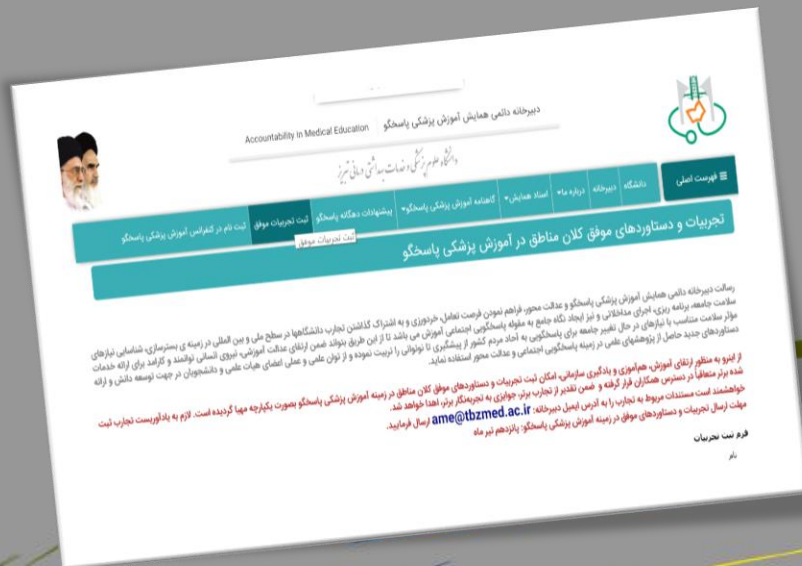 دبیرخانه دائمی همایش آموزش پزشکی پاسخگو Accountability in Medical Education
دانشگاه علوم پزشکی و خدمات بهداشتی درمانی تبریز
☰ فهرست اصلی دانشگاه دبیرخانه درباره ما اسناد همایش گاهنامه آموزش پزشکی پاسخگو پیشنهادات دهگانه پاسخگو ثبت تجربیات موفق ثبت نام در کنفرانس آموزش پزشکی پاسخگو
ثبت تجربیات موفق
تجربیات و دستاوردهای موفق کلان مناطق در آموزش پزشکی پاسخگو
رسالت دبیرخانه دائمی همایش آموزش پزشکی پاسخگو و عدالت محور، فراهم نمودن فرصت تعامل، خردورزی و به اشتراک گذاشتن تجارب دانشگاهها در سطح ملی و بین المللی در زمینه ی بسترسازی، شناسایی نیازهای
سلامت جامعه، برنامه ریزی، اجرای مداخلاتی و نیز ایجاد نگاه جامع به مقوله پاسخگویی اجتماعی آموزش می باشد تا از این طریق بتواند ضمن ارتقای عدالت آموزشی، نیروی انسانی توانمند و کارآمد برای ارائه خدمات
مؤثر سلامت متناسب با نیازهای در حال تغییر جامعه برای پاسخگویی به آحاد مردم کشور از پیشگیری تا نوتوانی را تربیت نموده و از توان علمی و عملی اعضای هیات علمی و دانشجویان در جهت توسعه دانش و ارائه
دستاوردهای جدید حاصل از پژوهشهای علمی در زمینه پاسخگویی اجتماعی و عدالت محور استفاده نماید.
از اینرو به منظور ارتقای آموزش، هم‌آموزی و یادگیری سازمانی، امکان ثبت تجربیات و دستاوردهای موفق کلان مناطق در زمینه آموزش پزشکی پاسخگو بصورت یکپارچه مهیا گردیده است. لازم به یادآوریست تجارب ثبت
شده برتر متعاقباً در دسترس همکاران قرار گرفته و ضمن تقدیر از تجارب برتر، جوایزی به تجربه‌نگار برتر، اهدا خواهد شد.
خواهشمند است مستندات مربوط به تجارب را به آدرس ایمیل دبیرخانه: ame@tbzmed.ac.ir ارسال فرمایید.
مهلت ارسال تجربیات و دستاوردهای موفق در زمینه آموزش پزشکی پاسخگو: پانزدهم تیر ماه
فرم ثبت تجربیات
نام